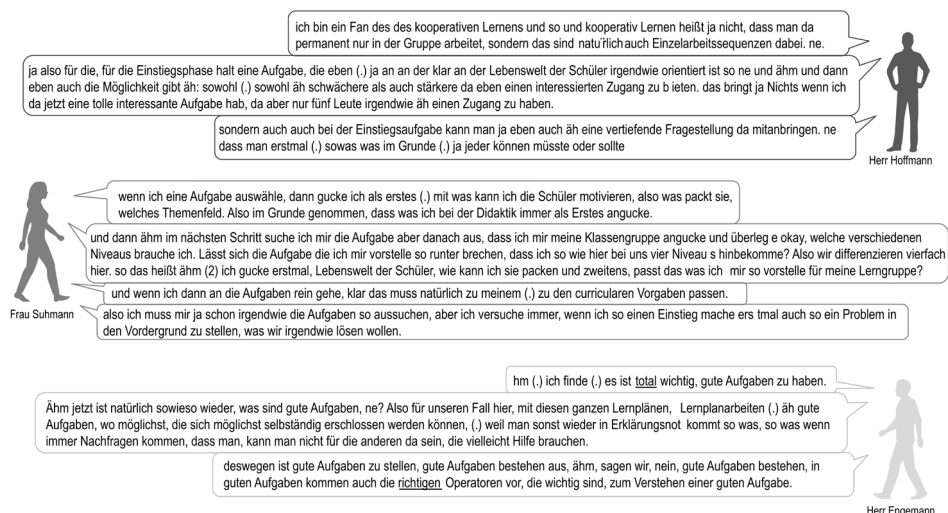 ich bin ein Fan des des kooperativen Lernens und so und kooperativ Lernen heißt ja nicht, dass man da
permanent nur in der Gruppe arbeitet, sondern das sind natürlich auch Einzelarbeitssequenzen dabei. ne.
ja also für die, für die Einstiegsphase halt eine Aufgabe, die eben (.) ja an an der klar an der Lebenswelt der Schüler irgendwie orientiert ist so ne und ähm und dann
eben auch die Möglichkeit gibt äh: sowohl (.) sowohl äh schwächere als auch stärkere da eben einen interessierten Zugang zu b ieten. das bringt ja Nichts wenn ich
da jetzt eine tolle interessante Aufgabe hab, da aber nur fünf Leute irgendwie äh einen Zugang zu haben.
sondern auch auch bei der Einstiegsaufgabe kann man ja eben auch äh eine vertiefende Fragestellung da mitanbringen. ne
dass man erstmal (.) sowas was im Grunde (.) ja jeder können müsste oder sollte
Herr Hoffmann
wenn ich eine Aufgabe auswähle, dann gucke ich als erstes (.) mit was kann ich die Schüler motivieren, also was packt sie,
welches Themenfeld. Also im Grunde genommen, dass was ich bei der Didaktik immer als Erstes angucke.
und dann ähm im nächsten Schritt suche ich mir die Aufgabe aber danach aus, dass ich mir meine Klassengruppe angucke und überleg e okay, welche verschiedenen
Niveaus brauche ich. Lässt sich die Aufgabe die ich mir vorstelle so runter brechen, dass ich so wie hier bei uns vier Niveau s hinbekomme? Also wir differenzieren vierfach
hier. so das heißt ähm (2) ich gucke erstmal, Lebenswelt der Schüler, wie kann ich sie packen und zweitens, passt das was ich mir so vorstelle für meine Lerngruppe?
und wenn ich dann an die Aufgaben rein gehe, klar das muss natürlich zu meinem (.) zu den curricularen Vorgaben passen.
also ich muss mir ja schon irgendwie die Aufgaben so aussuchen, aber ich versuche immer, wenn ich so einen Einstieg mache ers tmal auch so ein Problem in
den Vordergrund zu stellen, was wir irgendwie lösen wollen.
Frau Suhmann
hm (.) ich finde (.) es ist total wichtig, gute Aufgaben zu haben.
Ähm jetzt ist natürlich sowieso wieder, was sind gute Aufgaben, ne? Also für unseren Fall hier, mit diesen ganzen Lernplänen, Lernplanarbeiten (.) äh gute
Aufgaben, wo möglichst, die sich möglichst selbständig erschlossen werden können, (.) weil man sonst wieder in Erklärungsnot kommt so was, so was wenn
immer Nachfragen kommen, dass man, kann man nicht für die anderen da sein, die vielleicht Hilfe brauchen.
deswegen ist gute Aufgaben zu stellen, gute Aufgaben bestehen aus, ähm, sagen wir, nein, gute Aufgaben bestehen, in
guten Aufgaben kommen auch die richtigen Operatoren vor, die wichtig sind, zum Verstehen einer guten Aufgabe.
Herr Engemann